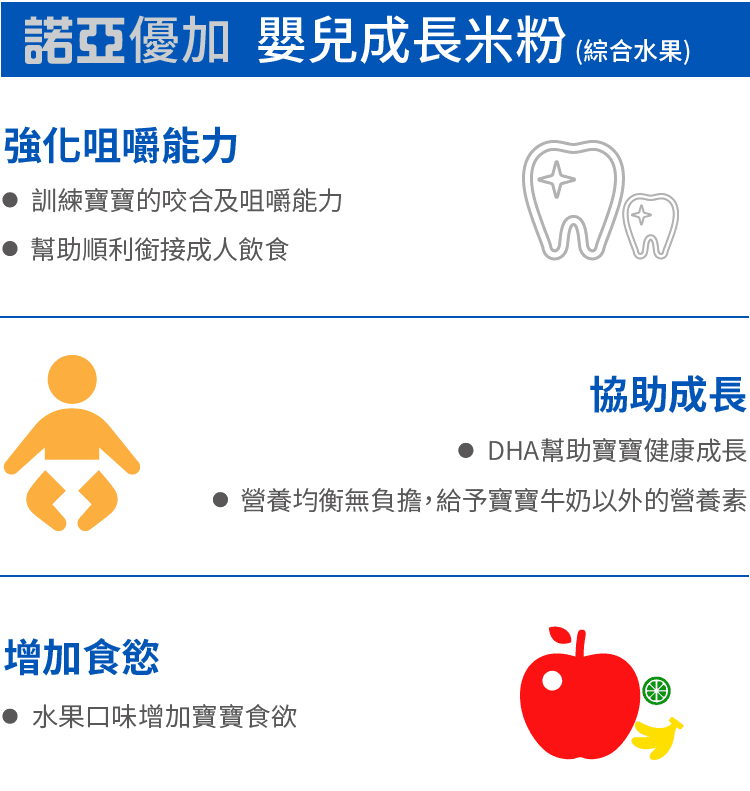 諾亞優加 嬰兒成長米粉 (綜合水果)
強化咀嚼能力
● 訓練寶寶的咬合及咀嚼能力
● 幫助順利銜接成人飲食
協助成長
● DHA幫助寶寶健康成長
● 營養均衡無負擔，給予寶寶牛奶以外的營養素
增加食慾
● 水果口味增加寶寶食欲